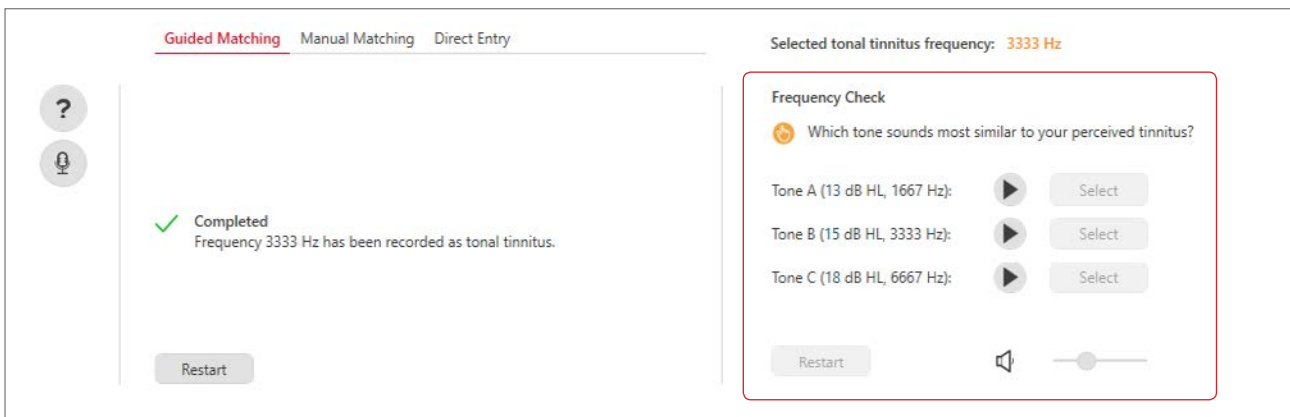 Guided Matching Manual Matching Direct Entry
Selected tonal tinnitus frequency: 3333 Hz
?
Completed
Frequency 3333 Hz has been recorded as tonal tinnitus.
Restart
Frequency Check
Which tone sounds most similar to your perceived tinnitus?
Tone A (13 dB HL, 1667 Hz): Select
Tone B (15 dB HL, 3333 Hz): Select
Tone C (18 dB HL, 6667 Hz): Select
Restart